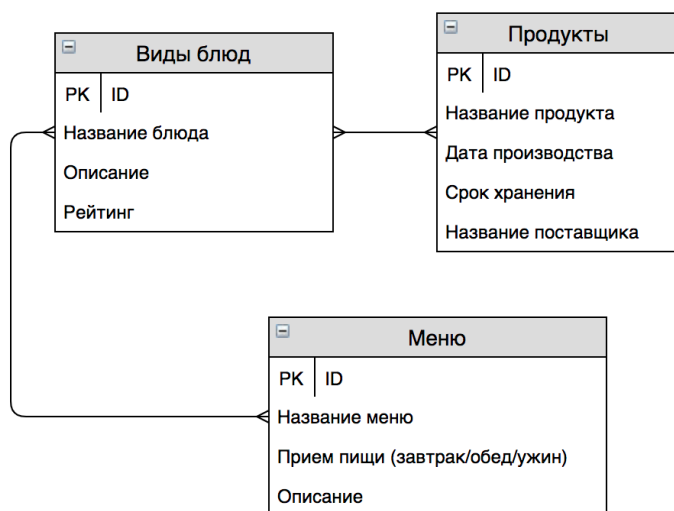 Виды блюд
PK ID
Название блюда
Описание
Рейтинг
Продукты
PK ID
Название продукта
Дата производства
Срок хранения
Название поставщика
Меню
PK ID
Название меню
Прием пищи (завтрак/обед/ужин)
Описание